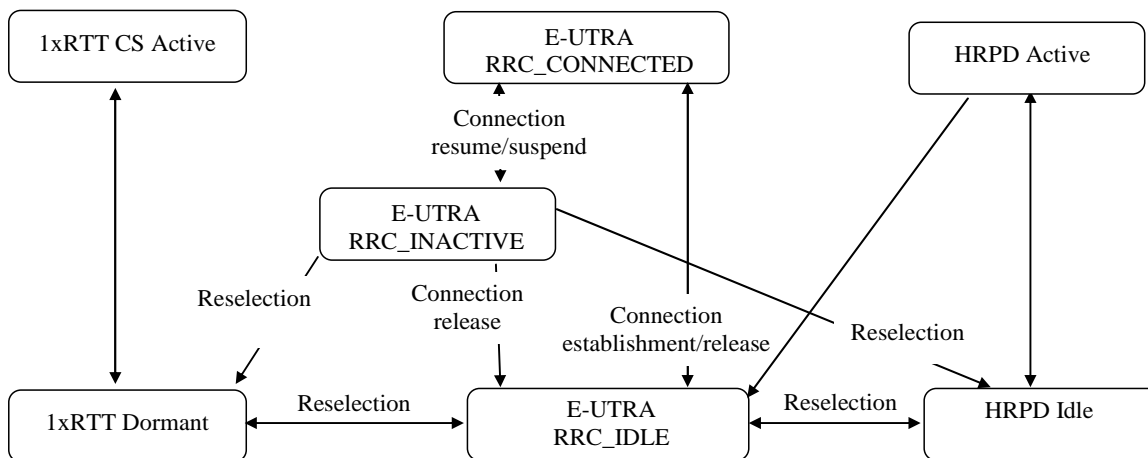 1xRTT CS Active
E-UTRA
RRC_CONNECTED
HRPD Active
Connection
resume/suspend
E-UTRA
RRC_INACTIVE
Reselection
Connection
release
Connection
establishment/release
Reselection
1xRTT Dormant
Reselection
E-UTRA
RRC_IDLE
Reselection
HRPD Idle